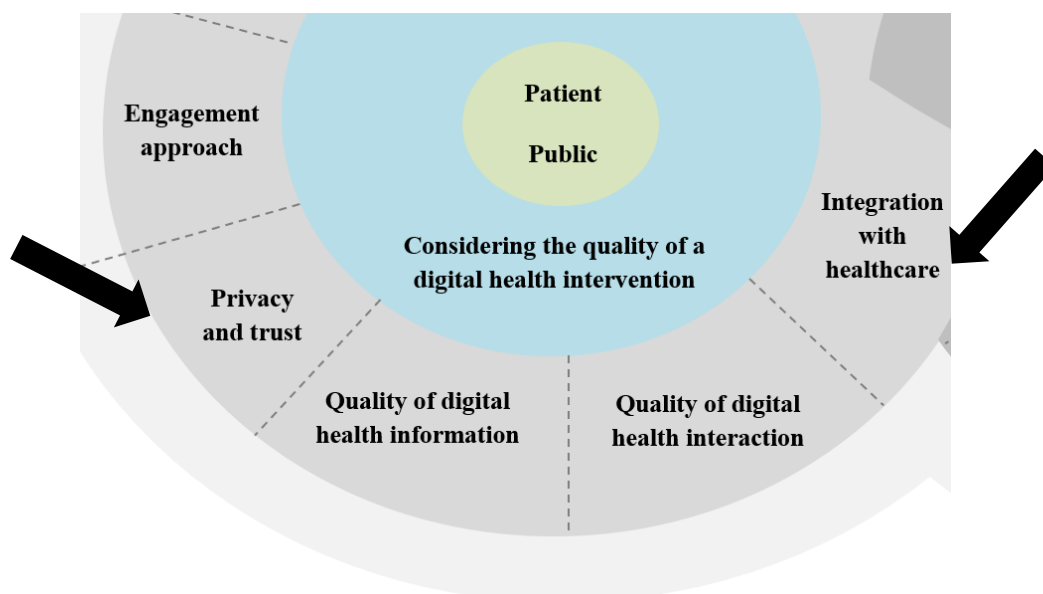 Patient
Public
Considering the quality of a
digital health intervention
Engagement
approach
Privacy
and trust
Quality of digital
health information
Quality of digital
health interaction
Integration
with
healthcare